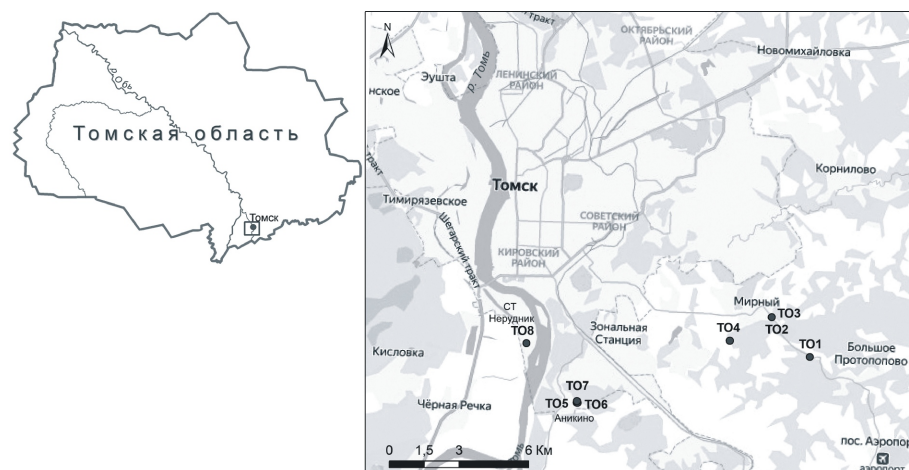 р. Обь
Томская область
Томск
N
тракт
ОКТЯБРЬСКИЙ
РАЙОН
Новомихайловка
Эушта
р. Томь
ЛЕНИНСКИЙ
РАЙОН
нское
тракт
Томск
Корнилово
Тимирязевское
Шегарский тракт
СОВЕТСКИЙ
РАЙОН
КИРОВСКИЙ
РАЙОН
Мирный
СТ
Нерудник
ТО8
Зональная
Станция
ТО3
ТО2
ТО4
ТО1
Большое
Протопопово
Кисловка
Чёрная Речка
ТО7
ТО5
ТО6
Аникино
пос. Аэропор
аэропорт
0
1,5
3
6 Км